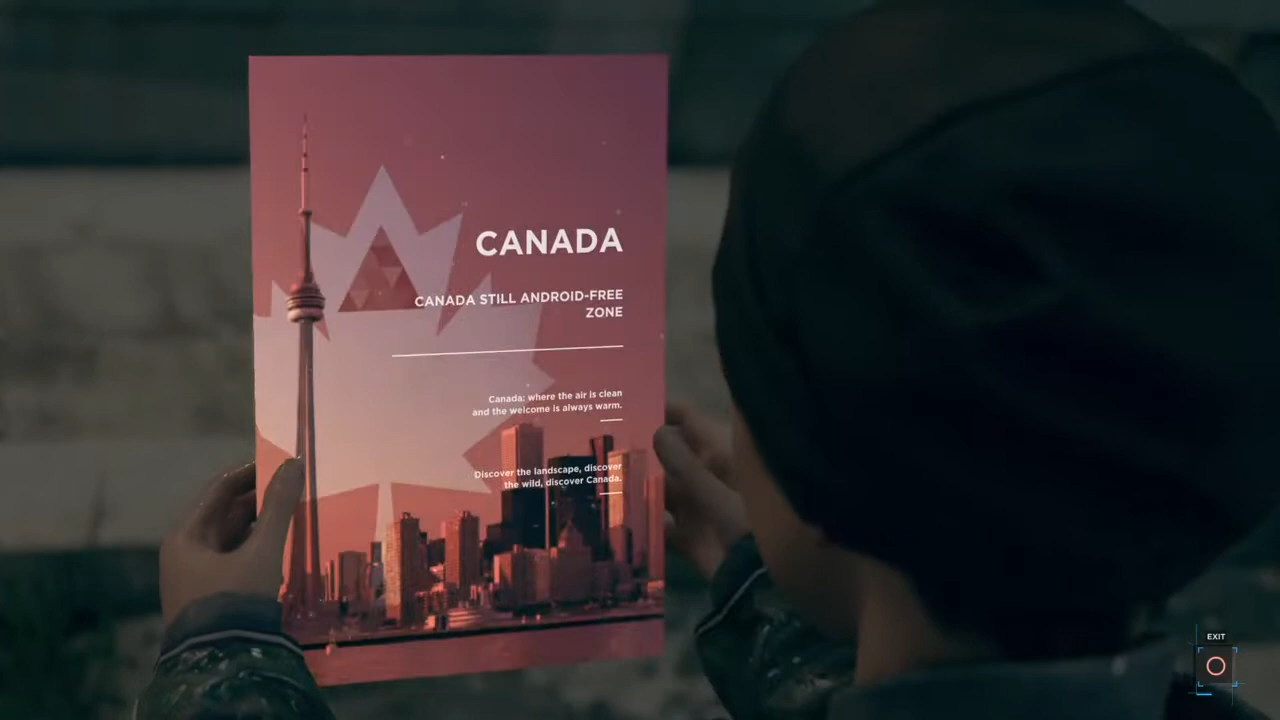 CANADA
CANADA STILL ANDROID-FREE
ZONE
Canada: where the air is clean
and the welcome is always warm.
Discover the landscape, discover
the wild, discover Canada.
EXIT